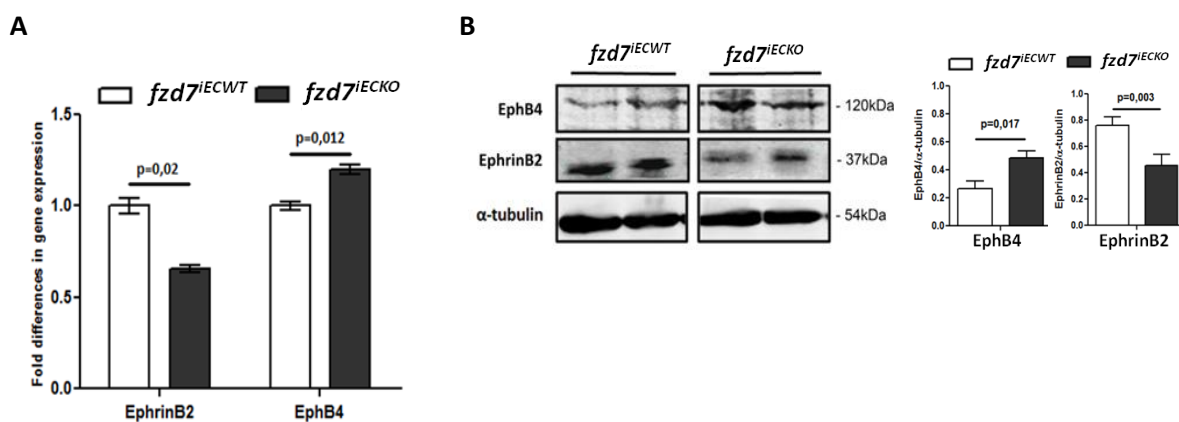 A
fzd7iECWT fzd7iECKO
Fold differences in gene expression
1.5
1.0
0.5
0.0
p=0,02
p=0,012
EphrinB2 EphB4
B
fzd7iECWT fzd7iECKO
EphB4 - 120kDa
EphrinB2 - 37kDa
α-tubulin - 54kDa
fzd7iECWT fzd7iECKO
EphB4/α-tubulin
1.0
0.8
0.6
0.4
0.2
0.0
p=0,017
EphB4
EphrinB2/α-tubulin
1.0
0.8
0.6
0.4
0.2
0.0
p=0,003
EphrinB2